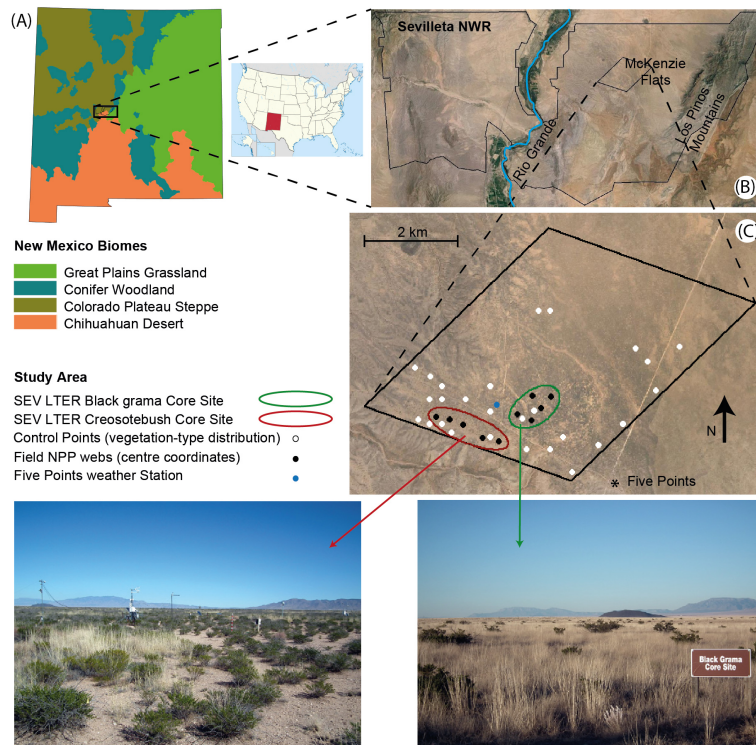 (A)
Sevilleta NWR
McKenzie
Flats
Los Pinos
Mountains
Rio Grande
(B)
(C)
2 km
New Mexico Biomes
Great Plains Grassland
Conifer Woodland
Colorado Plateau Steppe
Chihuahuan Desert
Study Area
SEV LTER Black grama Core Site
SEV LTER Creosotebush Core Site
Control Points (vegetation-type distribution)
Field NPP webs (centre coordinates)
Five Points weather Station
N
* Five Points
Black Grama
Core Site